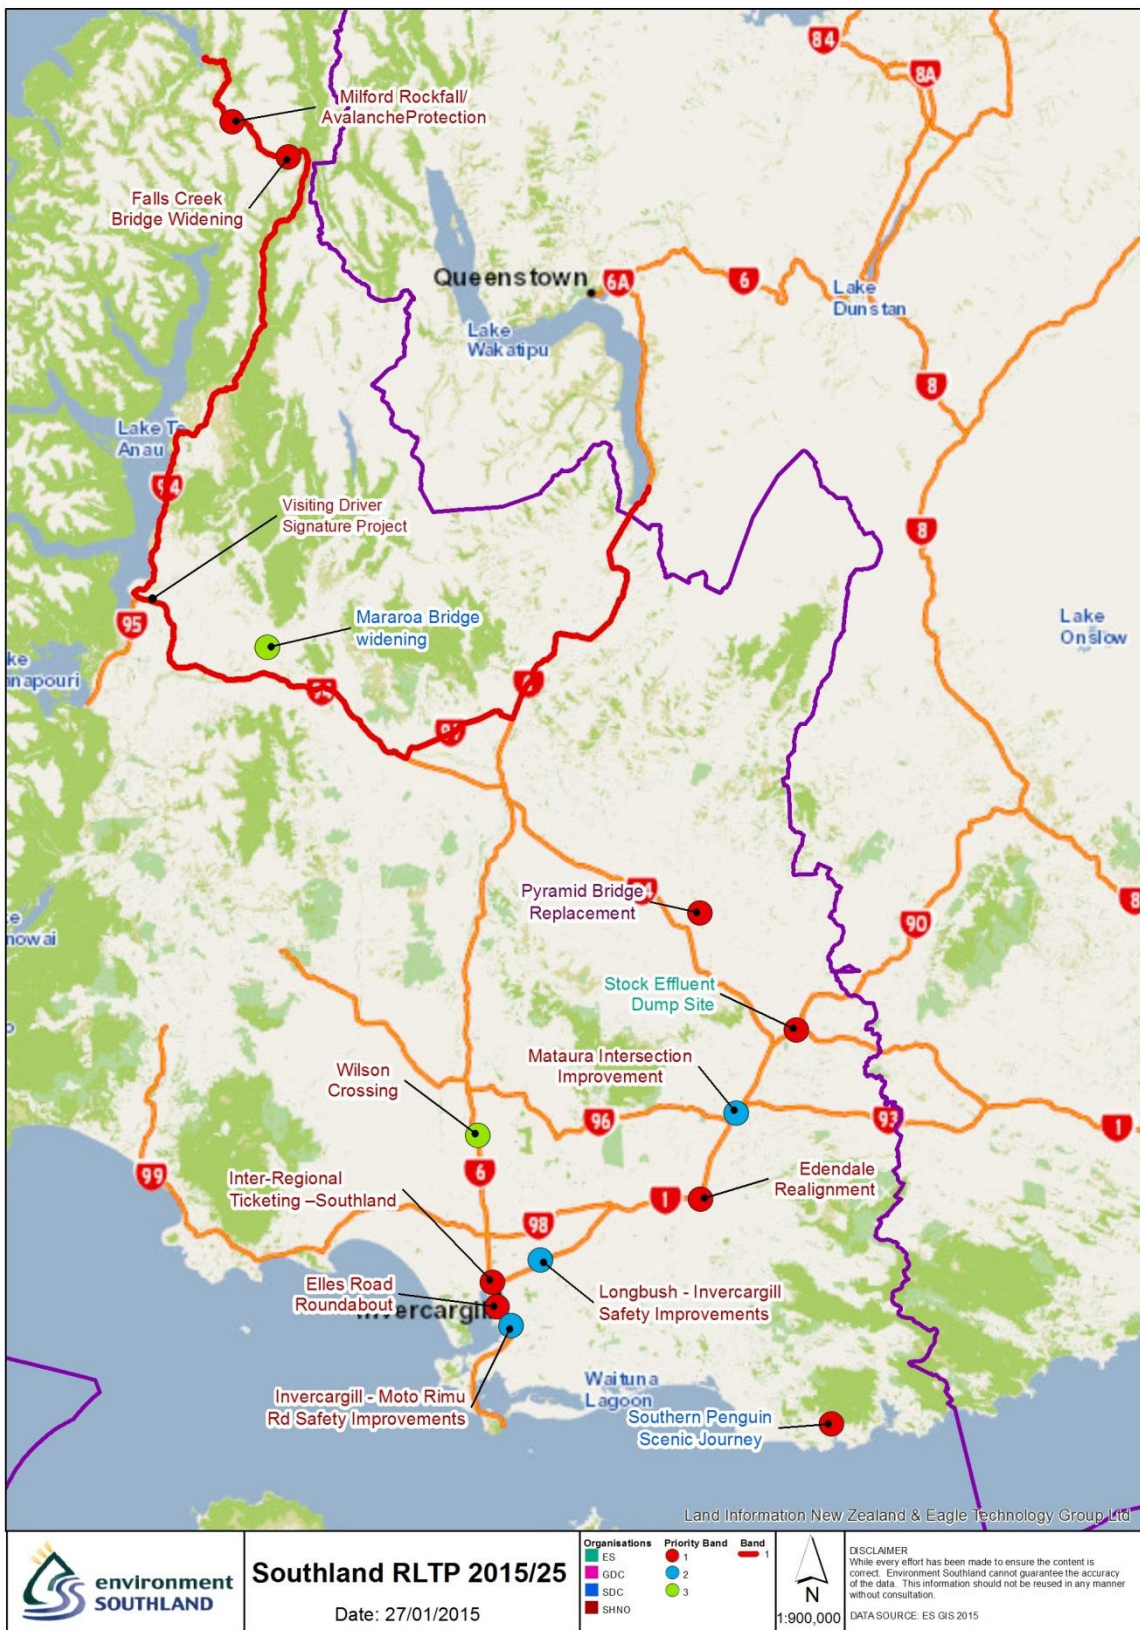 84
8A
Milford Rockfall/
AvalancheProtection
Falls Creek
Bridge Widening
Queenstown
6A
6
Lake
Dunstan
Lake
Wakatipu
8
Lake Te
Anau
94
Visiting Driver
Signature Project
8
95
Mararoa Bridge
widening
Lake
Onslow
ke
napouri
97
Pyramid Bridge
Replacement
94
8
90
e
nowai
Stock Effluent
Dump Site
Mataura Intersection
Improvement
Wilson
Crossing
96
93
1
99
Inter-Regional
Ticketing –Southland
6
Edendale
Realignment
1
98
Elles Road
Roundabout
Invercargill
Longbush - Invercargill
Safety Improvements
Invercargill - Moto Rimu
Rd Safety Improvements
Waituna
Lagoon
Southern Penguin
Scenic Journey
Land Information New Zealand & Eagle Technology Group Ltd
environment
SOUTHLAND
Southland RLTP 2015/25
Date: 27/01/2015
Organisations
ES
GDC
SDC
SHNO
Priority Band
1
2
3
Band
1
N
1:900,000
DISCLAIMER
While every effort has been made to ensure the content is
correct. Environment Southland cannot guarantee the accuracy
of the data. This information should not be reused in any manner
without consultation.
DATA SOURCE: ES GIS 2015